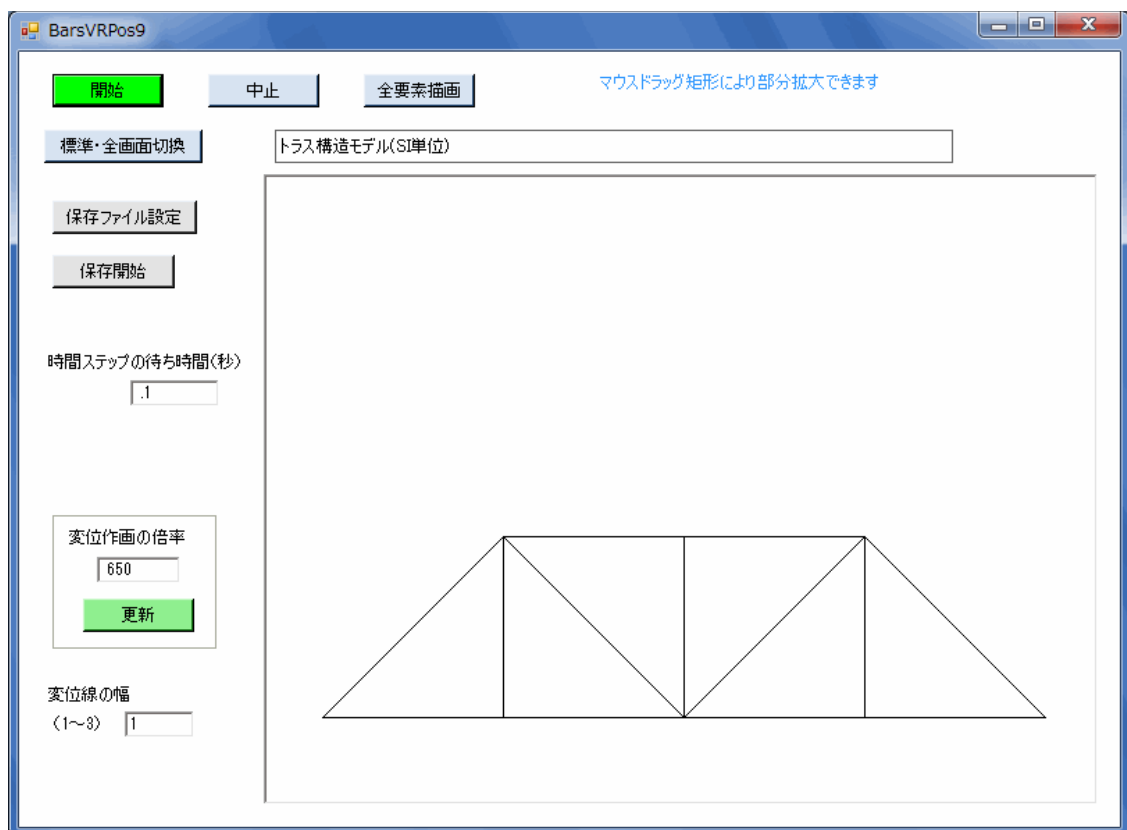 BarsVRPos9
開始
中止
全要素描画
マウスドラッグ矩形により部分拡大できます
標準・全画面切換
トラス構造モデル(SI単位)
保存ファイル設定
保存開始
時間ステップの待ち時間(秒)
.1
変位作画の倍率
650
更新
変位線の幅
(1～3) 1